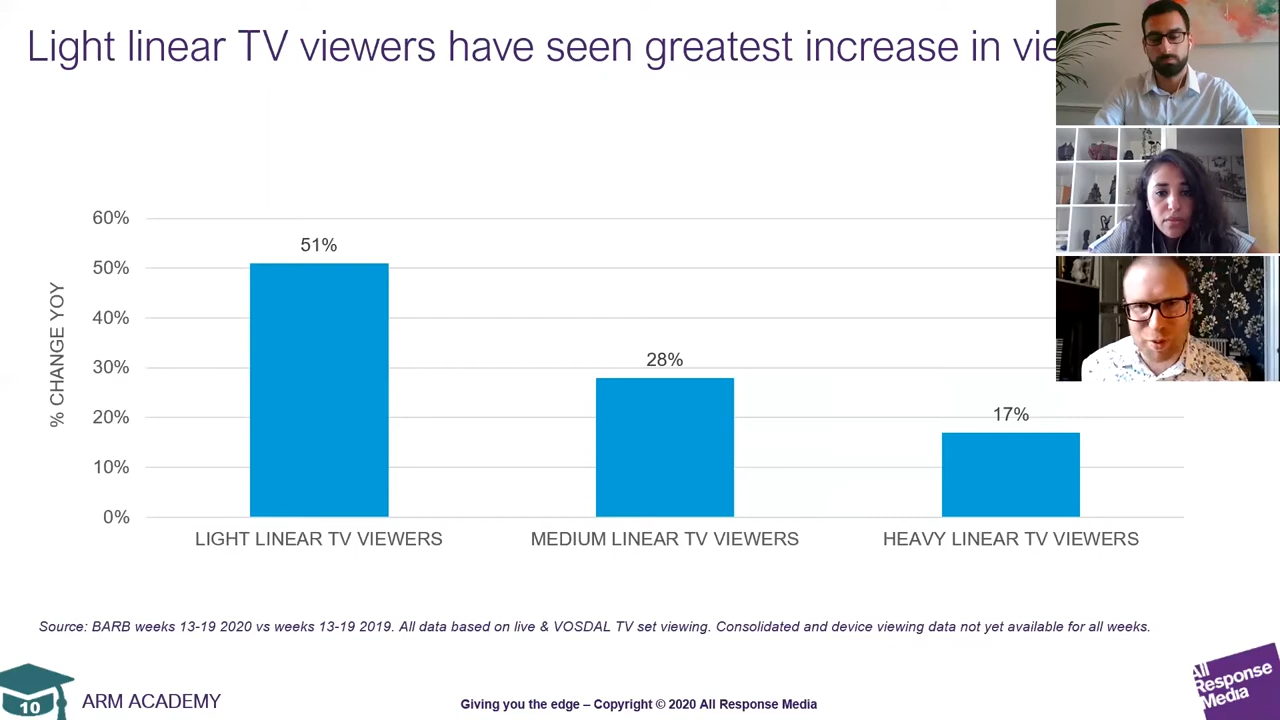 Light linear TV viewers have seen greatest increase in
60%
50%
40%
30%
20%
10%
0%
% CHANGE YOY
51%
28%
17%
LIGHT LINEAR TV VIEWERS
MEDIUM LINEAR TV VIEWERS
HEAVY LINEAR TV VIEWERS
Source: BARB weeks 13-19 2020 vs weeks 13-19 2019. All data based on live & VOSDAL TV set viewing. Consolidated and device viewing data not yet available for all weeks.
10
ARM ACADEMY
Giving you the edge – Copyright © 2020 All Response Media
All
Response
Media